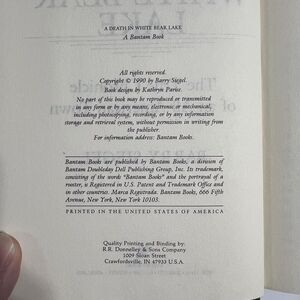 A DEATH IN WHITE BEAR LAKE
A Bantam Book
All rights reserved.
Copyright © 1990 by Barry Siegel.
Book design by Kathryn Parise.
No part of this book may be reproduced or transmitted
in any form or by any means, electronic or mechanical,
including photocopying, recording, or by any information
storage and retrieval system, without permission in writing from
the publisher.
For information address: Bantam Books.
Bantam Books are published by Bantam Books, a division of
Bantam Doubleday Dell Publishing Group, Inc. Its trademark,
consisting of the words "Bantam Books" and the portrayal of a
rooster, is Registered in U.S. Patent and Trademark Office and
in other countries. Marca Registrada. Bantam Books, 666 Fifth
Avenue, New York, New York 10103.
PRINTED IN THE UNITED STATES OF AMERICA
Quality Printing and Binding by:
R.R. Donnelley & Sons Company
1009 Sloan Street
Crawfordsville, IN 47933 U.S.A.